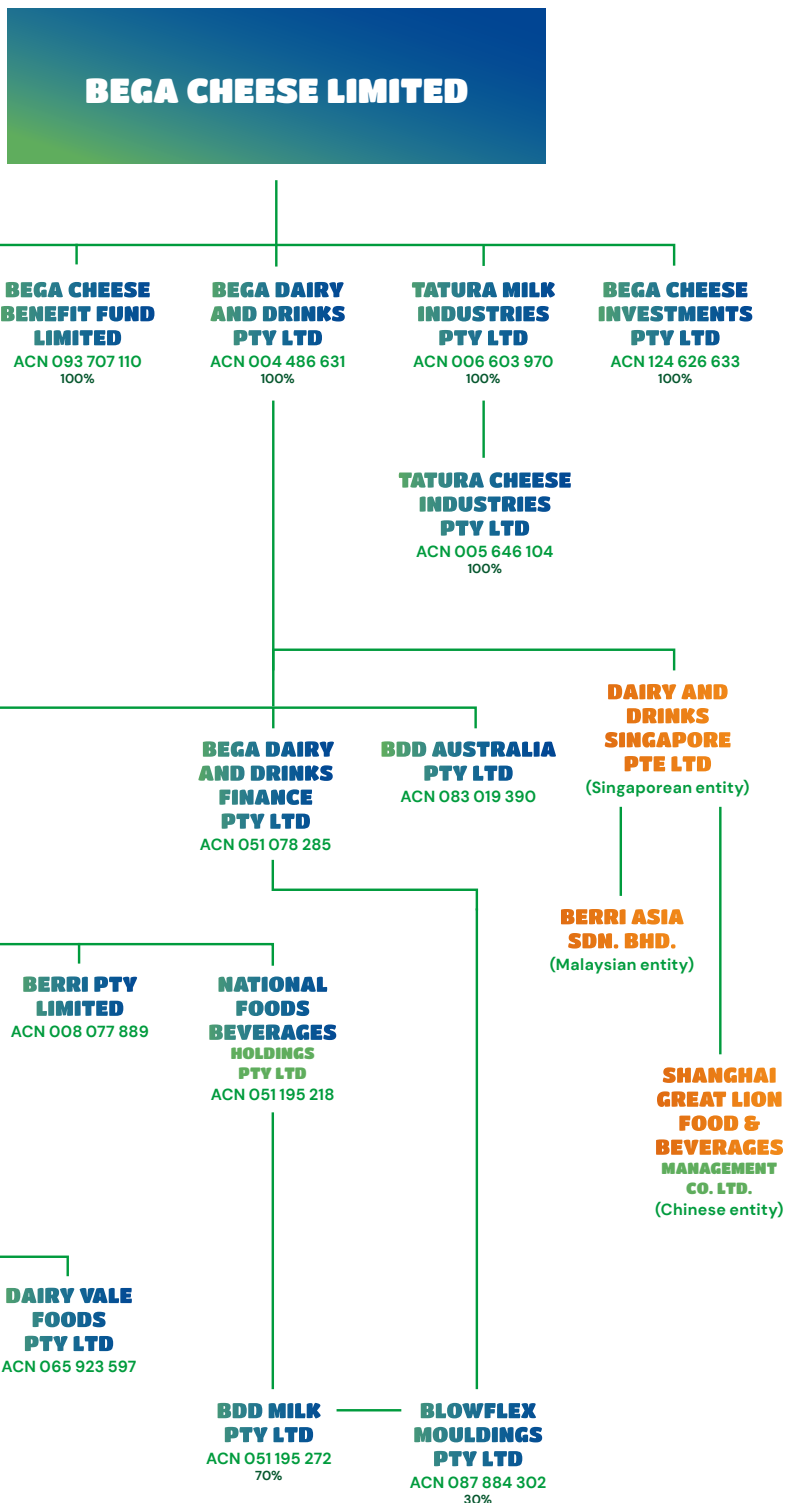 BEGA CHEESE LIMITED
BEGA CHEESE
BENEFIT FUND
LIMITED
ACN 093 707 110
100%
BEGA DAIRY
AND DRINKS
PTY LTD
ACN 004 486 631
100%
TATURA MILK
INDUSTRIES
PTY LTD
ACN 006 603 970
100%
BEGA CHEESE
INVESTMENTS
PTY LTD
ACN 124 626 633
100%
TATURA CHEESE
INDUSTRIES
PTY LTD
ACN 005 646 104
100%
DAIRY AND
DRINKS
SINGAPORE
PTE LTD
(Singaporean entity)
BEGA DAIRY
AND DRINKS
FINANCE
PTY LTD
ACN 051 078 285
BDD AUSTRALIA
PTY LTD
ACN 083 019 390
BERRI ASIA
SDN. BHD.
(Malaysian entity)
BERRI PTY
LIMITED
ACN 008 077 889
NATIONAL
FOODS
BEVERAGES
HOLDINGS
PTY LTD
ACN 051 195 218
SHANGHAI
GREAT LION
FOOD &
BEVERAGES
MANAGEMENT
CO. LTD.
(Chinese entity)
DAIRY VALE
FOODS
PTY LTD
ACN 065 923 597
BDD MILK
PTY LTD
ACN 051 195 272
70%
BLOWFLEX
MOULDINGS
PTY LTD
ACN 087 884 302
30%